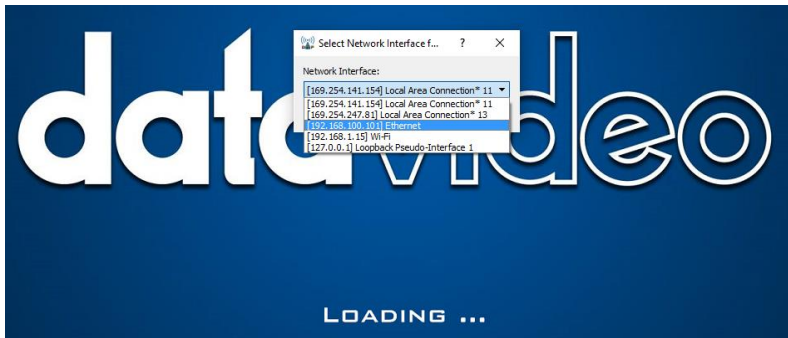 datavideo
Select Network Interface f... ? ×
Network Interface:
[169.254.141.154] Local Area Connection* 11
[169.254.141.154] Local Area Connection* 11
[169.254.247.81] Local Area Connection* 13
[192.168.100.101] Ethernet
[192.168.1.15] Wi-Fi
[127.0.0.1] Loopback Pseudo-Interface 1
LOADING ...